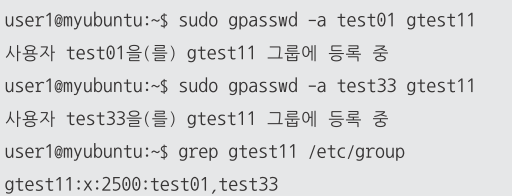 user1@myubuntu:~$ sudo gpasswd -a test01 gtest11
사용자 test01을(를) gtest11 그룹에 등록 중
user1@myubuntu:~$ sudo gpasswd -a test33 gtest11
사용자 test33을(를) gtest11 그룹에 등록 중
user1@myubuntu:~$ grep gtest11 /etc/group
gtest11:x:2500:test01,test33